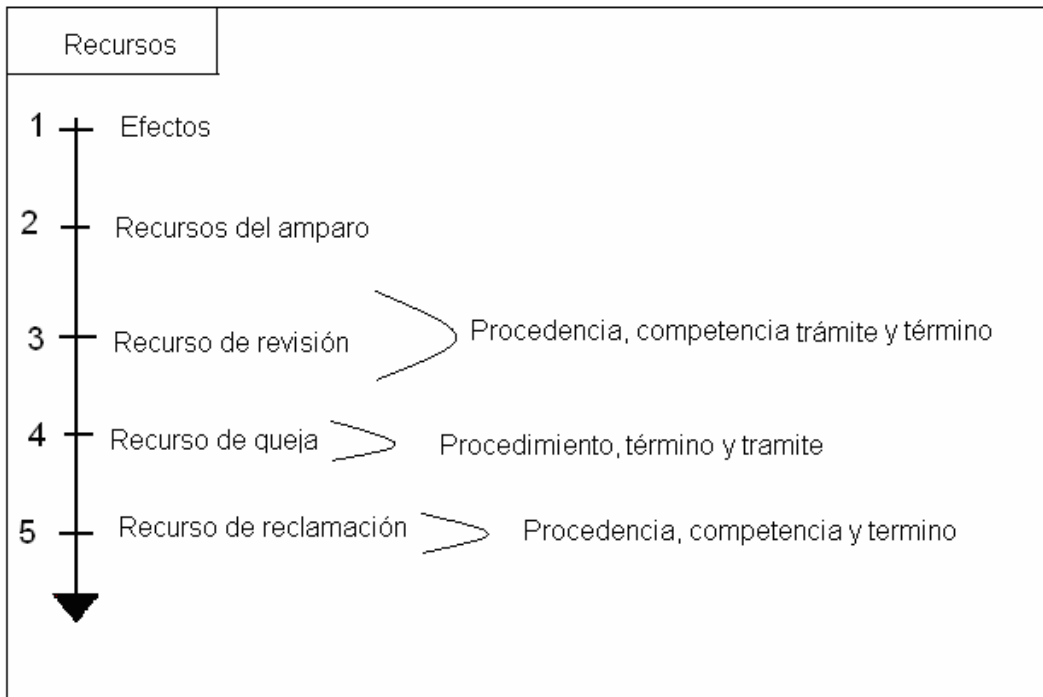 Recursos
1 Efectos
2 Recursos del amparo
3 Recurso de revisión Procedencia, competencia trámite y término
4 Recurso de queja Procedimiento, término y tramite
5 Recurso de reclamación Procedencia, competencia y termino